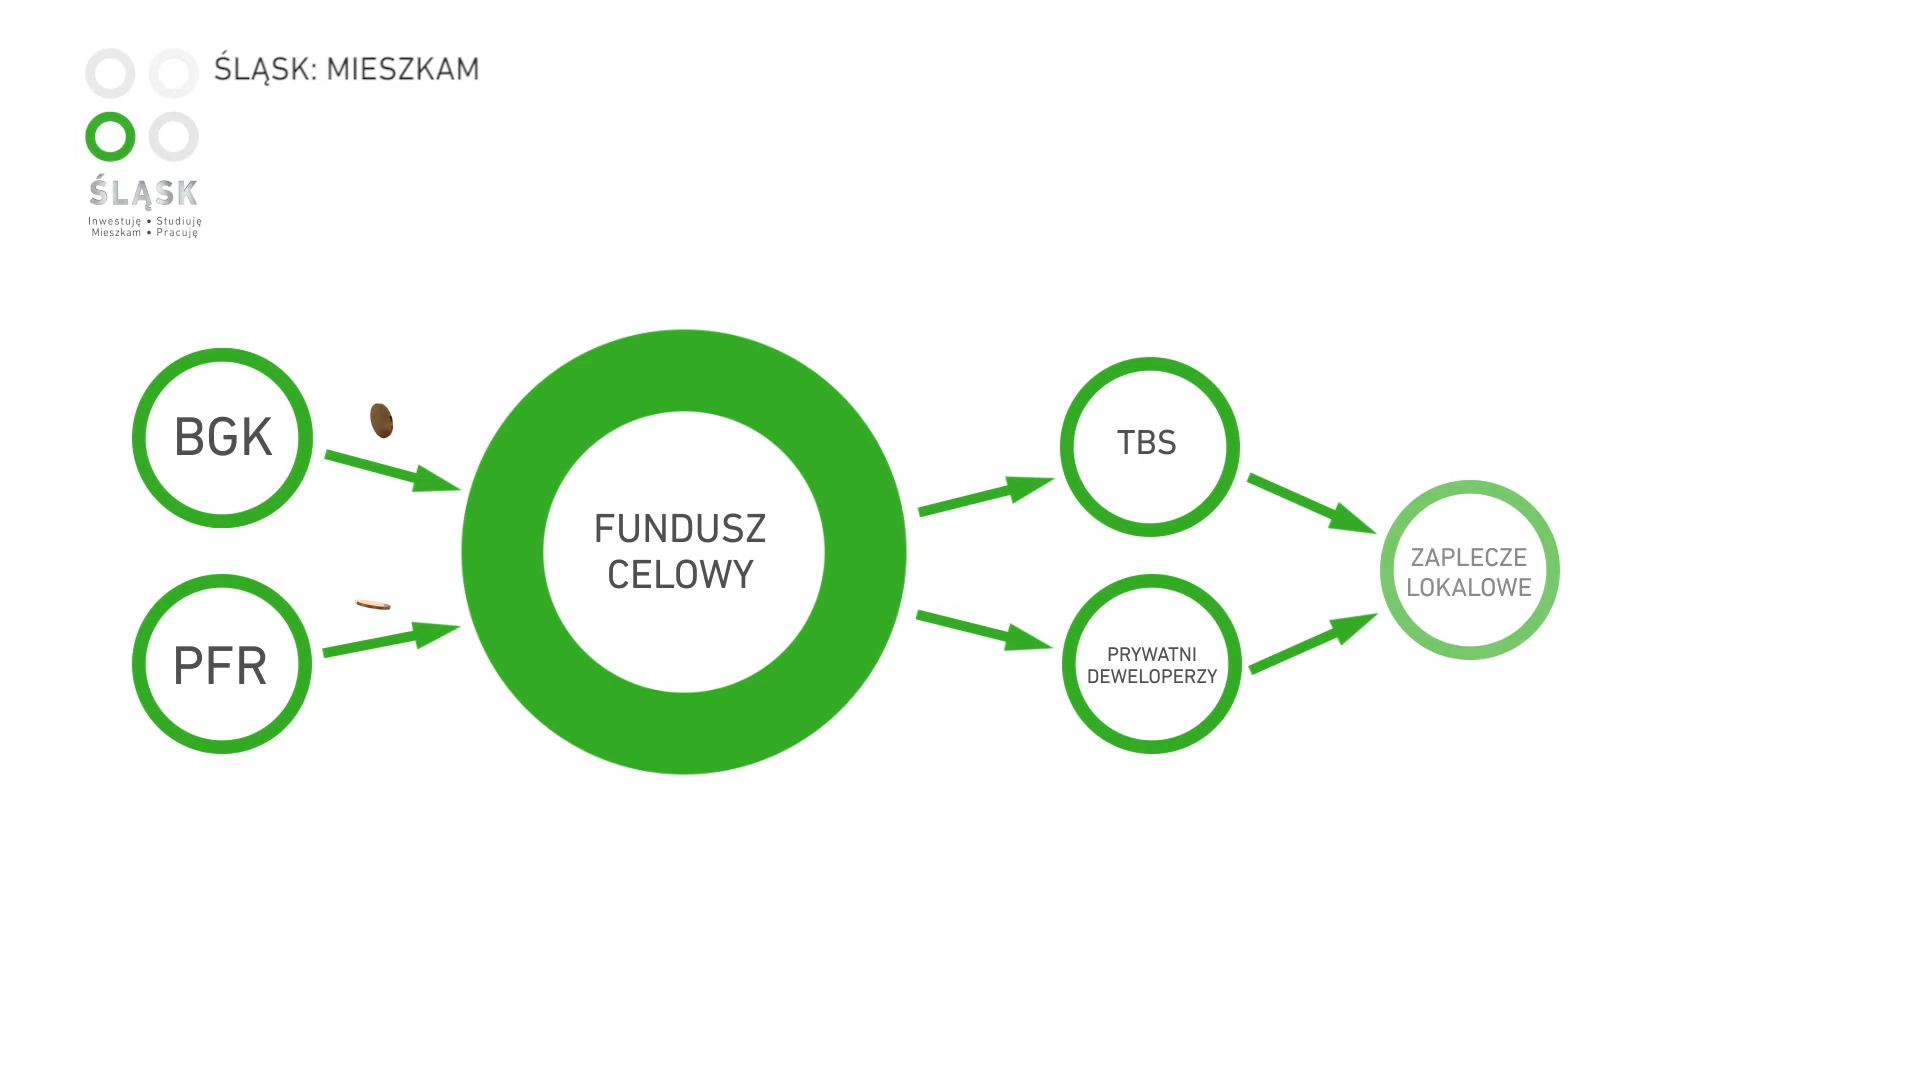 ŚLĄSK: MIESZKAM
ŚLĄSK
Inwestuję • Studiuję
Mieszkam • Pracuję
BGK
PFR
FUNDUSZ
CELOWY
TBS
PRYWATNI
DEWELOPERZY
ZAPLECZE
LOKALOWE